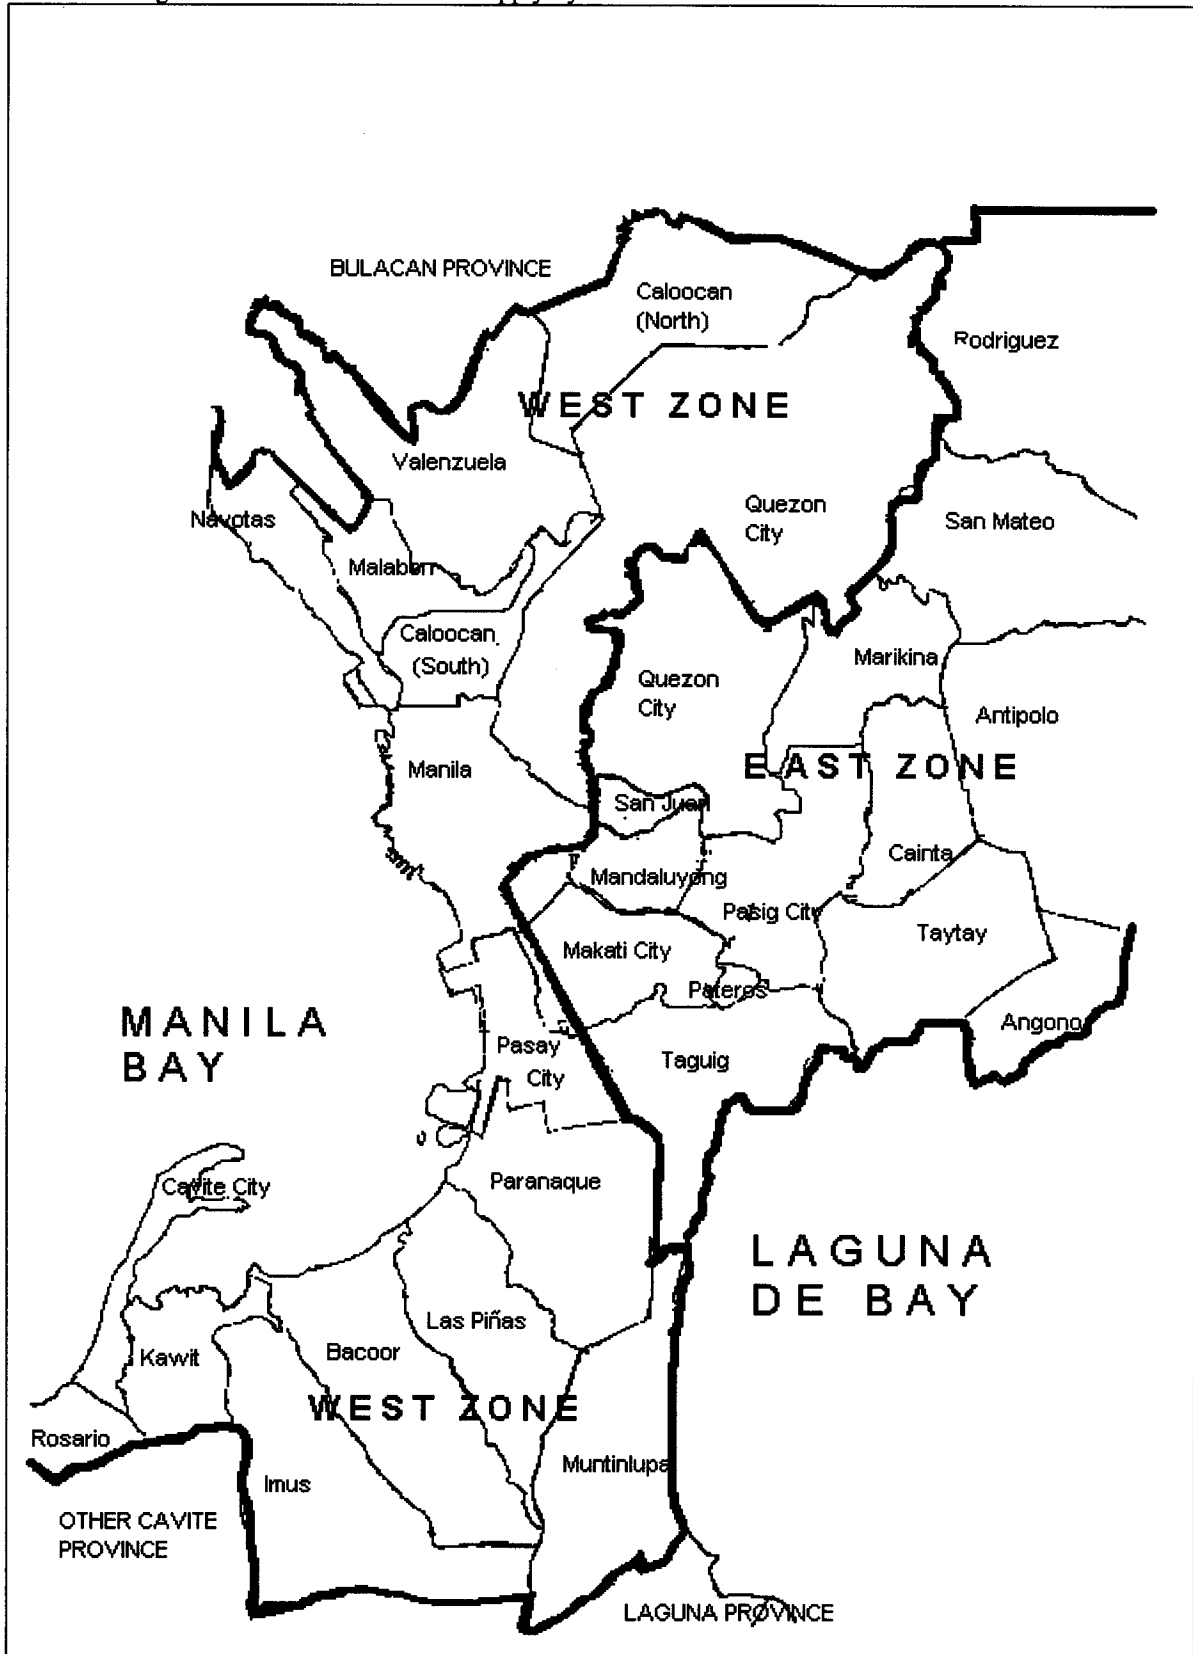 BULACAN PROVINCE
Caloocan
(North)
Rodriguez
WEST ZONE
Valenzuela
Navotas
Quezon
City
San Mateo
Malabon
Caloocan
(South)
Marikina
Quezon
City
Antipolo
Manila
EAST ZONE
San Juan
Mandaluyong
Cainta
Pasig City
Taytay
Makati City
Pateros
MANILA
BAY
Angono
Pasay
City
Taguig
Paranaque
Cavite City
LAGUNA
DE BAY
Las Piñas
Bacoor
Kawit
WEST ZONE
Rosario
Muntinlupa
Imus
OTHER CAVITE
PROVINCE
LAGUNA PROVINCE